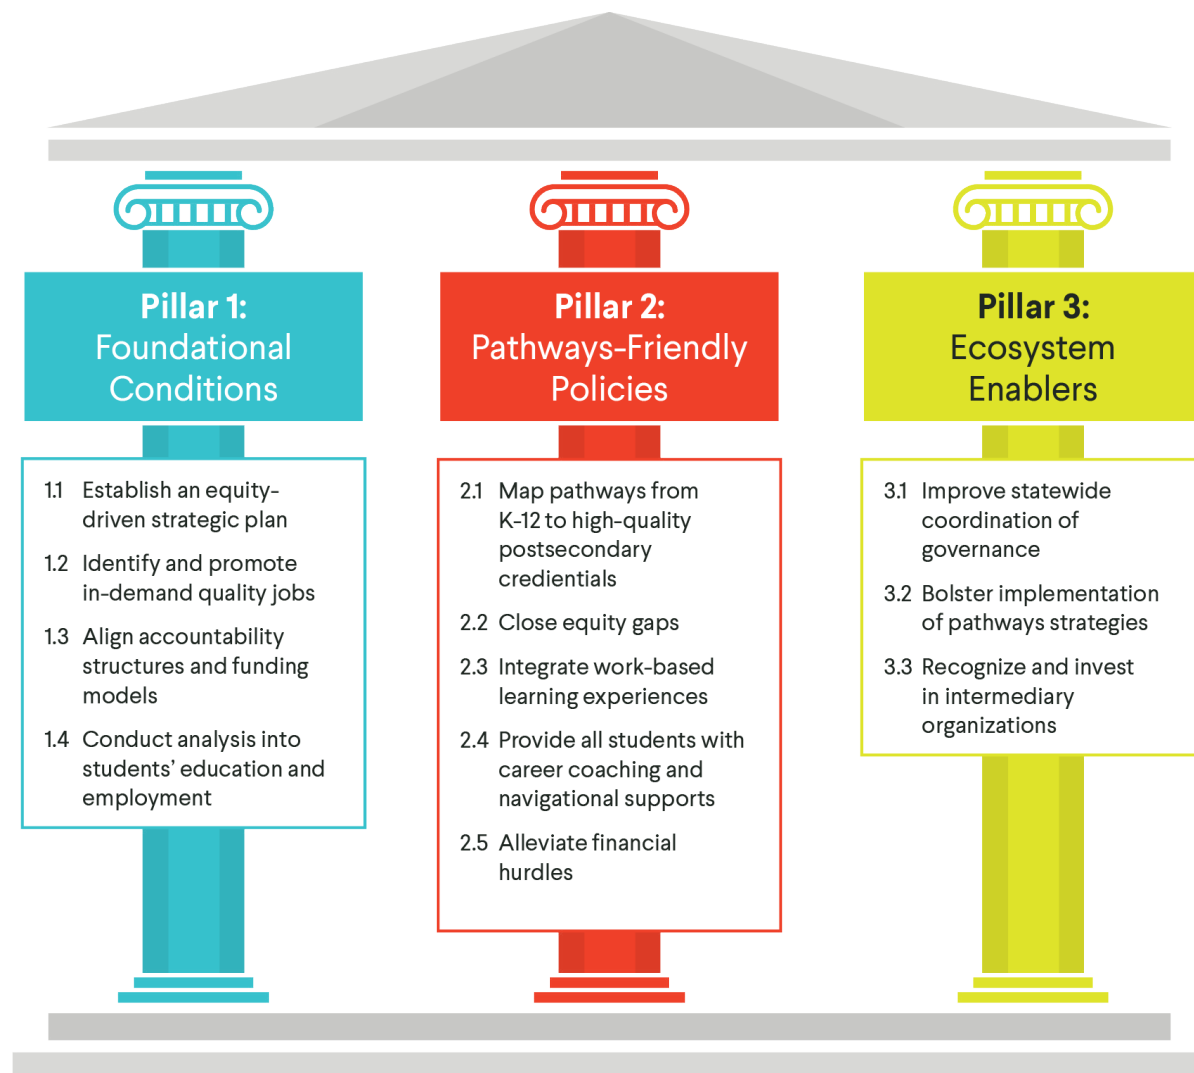 Pillar 1:
Foundational
Conditions
1.1 Establish an equity-
driven strategic plan
1.2 Identify and promote
in-demand quality jobs
1.3 Align accountability
structures and funding
models
1.4 Conduct analysis into
students’ education and
employment
Pillar 2:
Pathways-Friendly
Policies
2.1 Map pathways from
K-12 to high-quality
postsecondary
credentials
2.2 Close equity gaps
2.3 Integrate work-based
learning experiences
2.4 Provide all students with
career coaching and
navigational supports
2.5 Alleviate financial
hurdles
Pillar 3:
Ecosystem
Enablers
3.1 Improve statewide
coordination of
governance
3.2 Bolster implementation
of pathways strategies
3.3 Recognize and invest
in intermediary
organizations